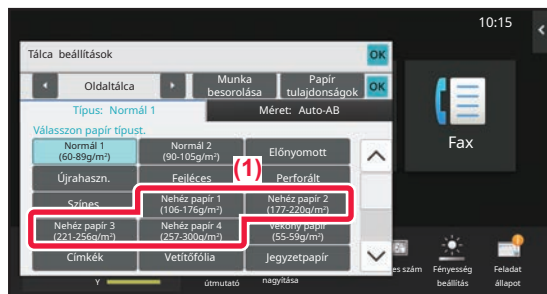 10:15
Tálca beállítások
OK
Oldaltálca
Munka
besorolása
Papír
tulajdonságok
OK
Típus: Normál 1
Méret: Auto-AB
Válasszon papír típust.
Normál 1
(60-89g/m²)
Normál 2
(90-105g/m²)
Előnyomott
Újrahaszn.
Fejléces
(1)
Perforált
Színes
Nehéz papír 1
(106-176g/m²)
Nehéz papír 2
(177-220g/m²)
Nehéz papír 3
(221-256g/m²)
Nehéz papír 4
(257-300g/m²)
Vékony papír
(55-59g/m²)
Címkék
Vetítőfólia
Jegyzetpapír
Fax
Y
útmutató
nagyítása
es szám
Fényesség
beállítás
Feladat
állapot